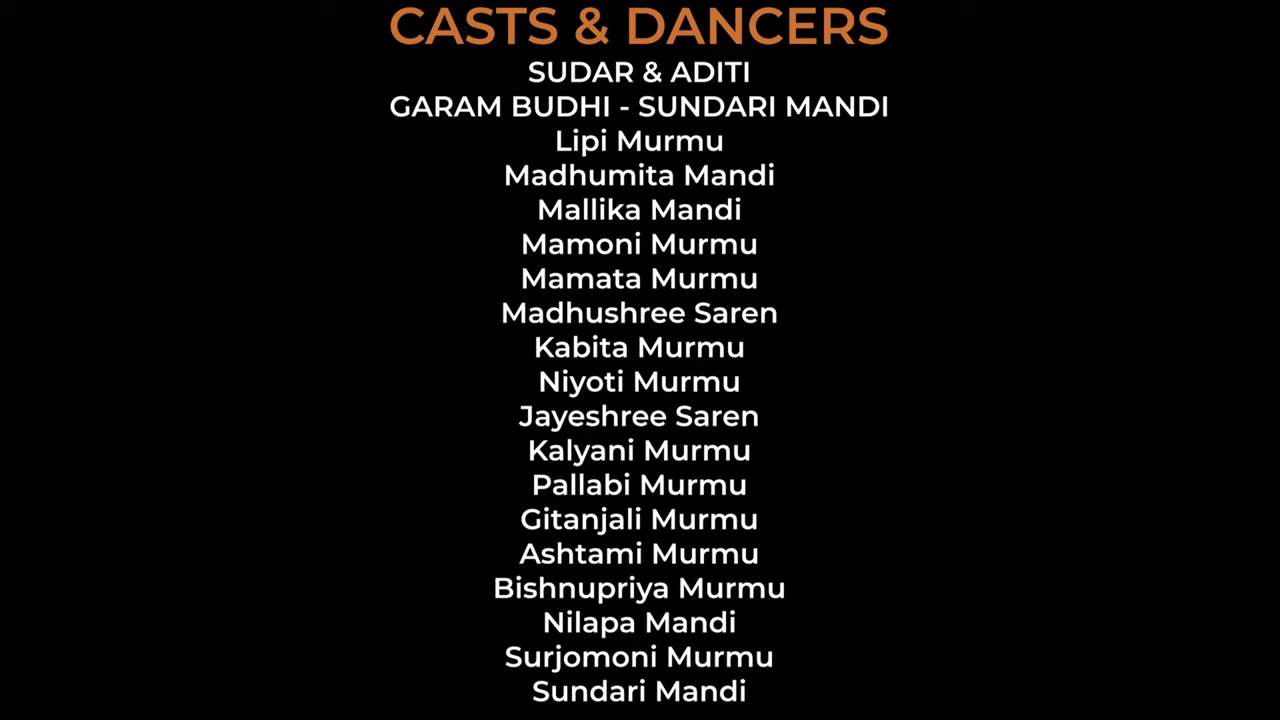 CASTS & DANCERS
SUDAR & ADITI
GARAM BUDHI - SUNDARI MANDI
Lipi Murmu
Madhumita Mandi
Mallika Mandi
Mamoni Murmu
Mamata Murmu
Madhushree Saren
Kabita Murmu
Niyoti Murmu
Jayeshree Saren
Kalyani Murmu
Pallabi Murmu
Gitanjali Murmu
Ashtami Murmu
Bishnupriya Murmu
Nilapa Mandi
Surjomoni Murmu
Sundari Mandi